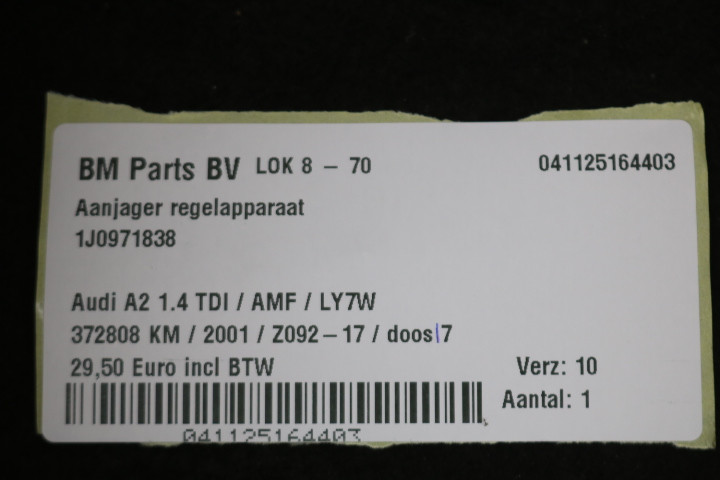 BM Parts BV LOK 8 – 70 041125164403
Aanjager regelapparaat
1J0971838
Audi A2 1.4 TDI / AMF / LY7W
372808 KM / 2001 / Z092-17 / doos 7
29,50 Euro incl BTW Verz: 10
Aantal: 1
041125164403